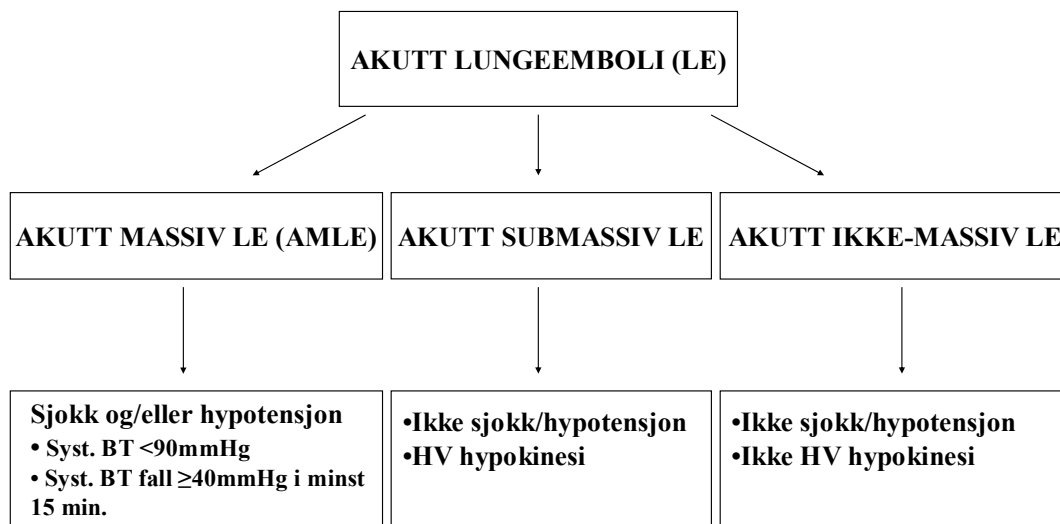 AKUTT LUNGEEMBOLI (LE)
AKUTT MASSIV LE (AMLE)
AKUTT SUBMASSIV LE
AKUTT IKKE-MASSIV LE
Sjokk og/eller hypotensjon
• Syst. BT <90mmHg
• Syst. BT fall ≥40mmHg i minst
15 min.
•Ikke sjokk/hypotensjon
•HV hypokinesi
•Ikke sjokk/hypotensjon
•Ikke HV hypokinesi